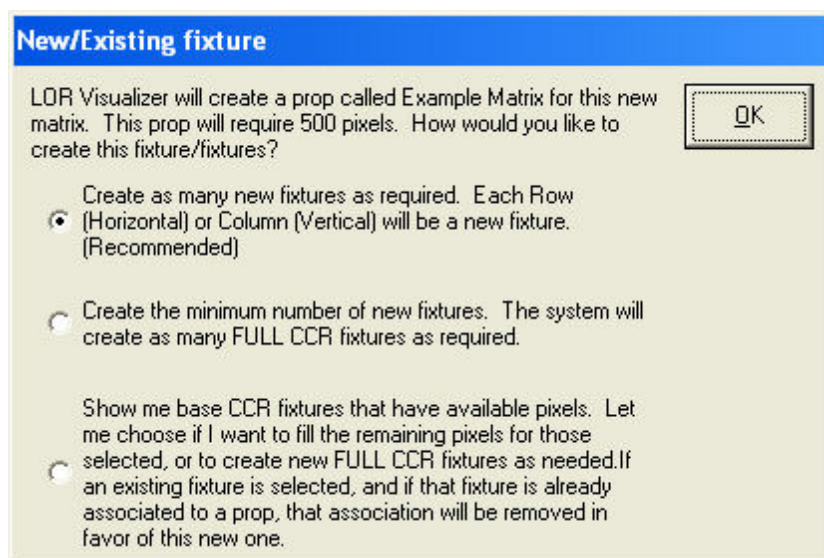 New/Existing fixture
LOR Visualizer will create a prop called Example Matrix for this new
matrix.  This prop will require 500 pixels.  How would you like to
create this fixture/fixtures?
OK
Create as many new fixtures as required.  Each Row
(Horizontal) or Column (Vertical) will be a new fixture.
(Recommended)
Create the minimum number of new fixtures.  The system will
create as many FULL CCR fixtures as required.
Show me base CCR fixtures that have available pixels.  Let
me choose if I want to fill the remaining pixels for those
selected, or to create new FULL CCR fixtures as needed.If
an existing fixture is selected, and if that fixture is already
associated to a prop, that association will be removed in
favor of this new one.